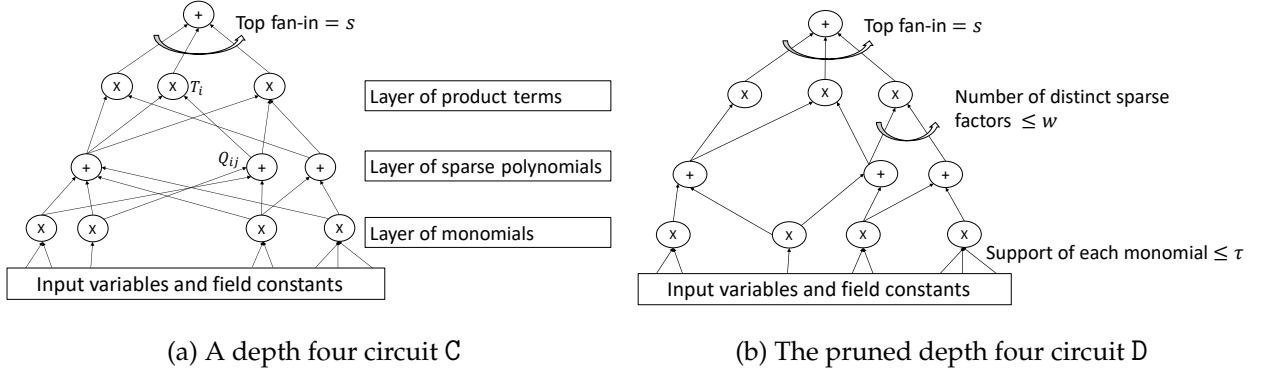 +
Top fan-in = s
x x T_i x
Layer of product terms
Q_ij
+ + +
Layer of sparse polynomials
x x x x
Layer of monomials
Input variables and field constants
(a) A depth four circuit C
+
Top fan-in = s
x x x
Number of distinct sparse
factors ≤ w
+ + +
x x x x
Support of each monomial ≤ τ
Input variables and field constants
(b) The pruned depth four circuit D